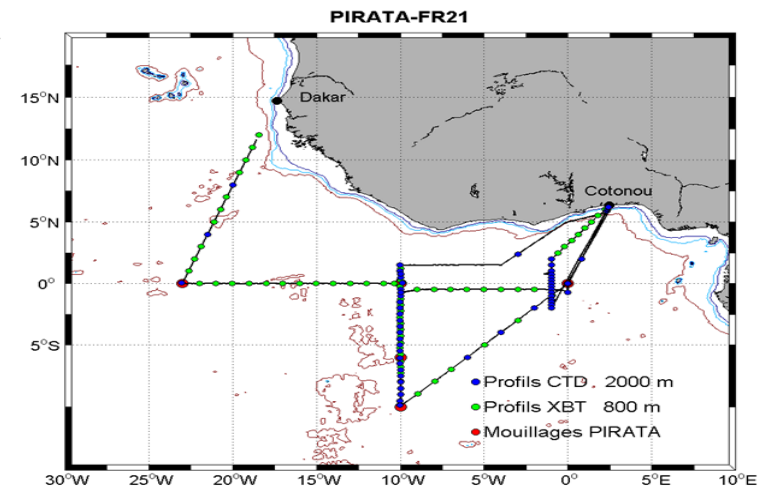 PIRATA-FR21
15°N
Dakar
10°N
Cotonou
5°N
0°
5°S
Profils CTD 2000 m
Profils XBT 800 m
Mouillages PIRATA
30°W 25°W 20°W 15°W 10°W 5°W 0° 5°E 10°E